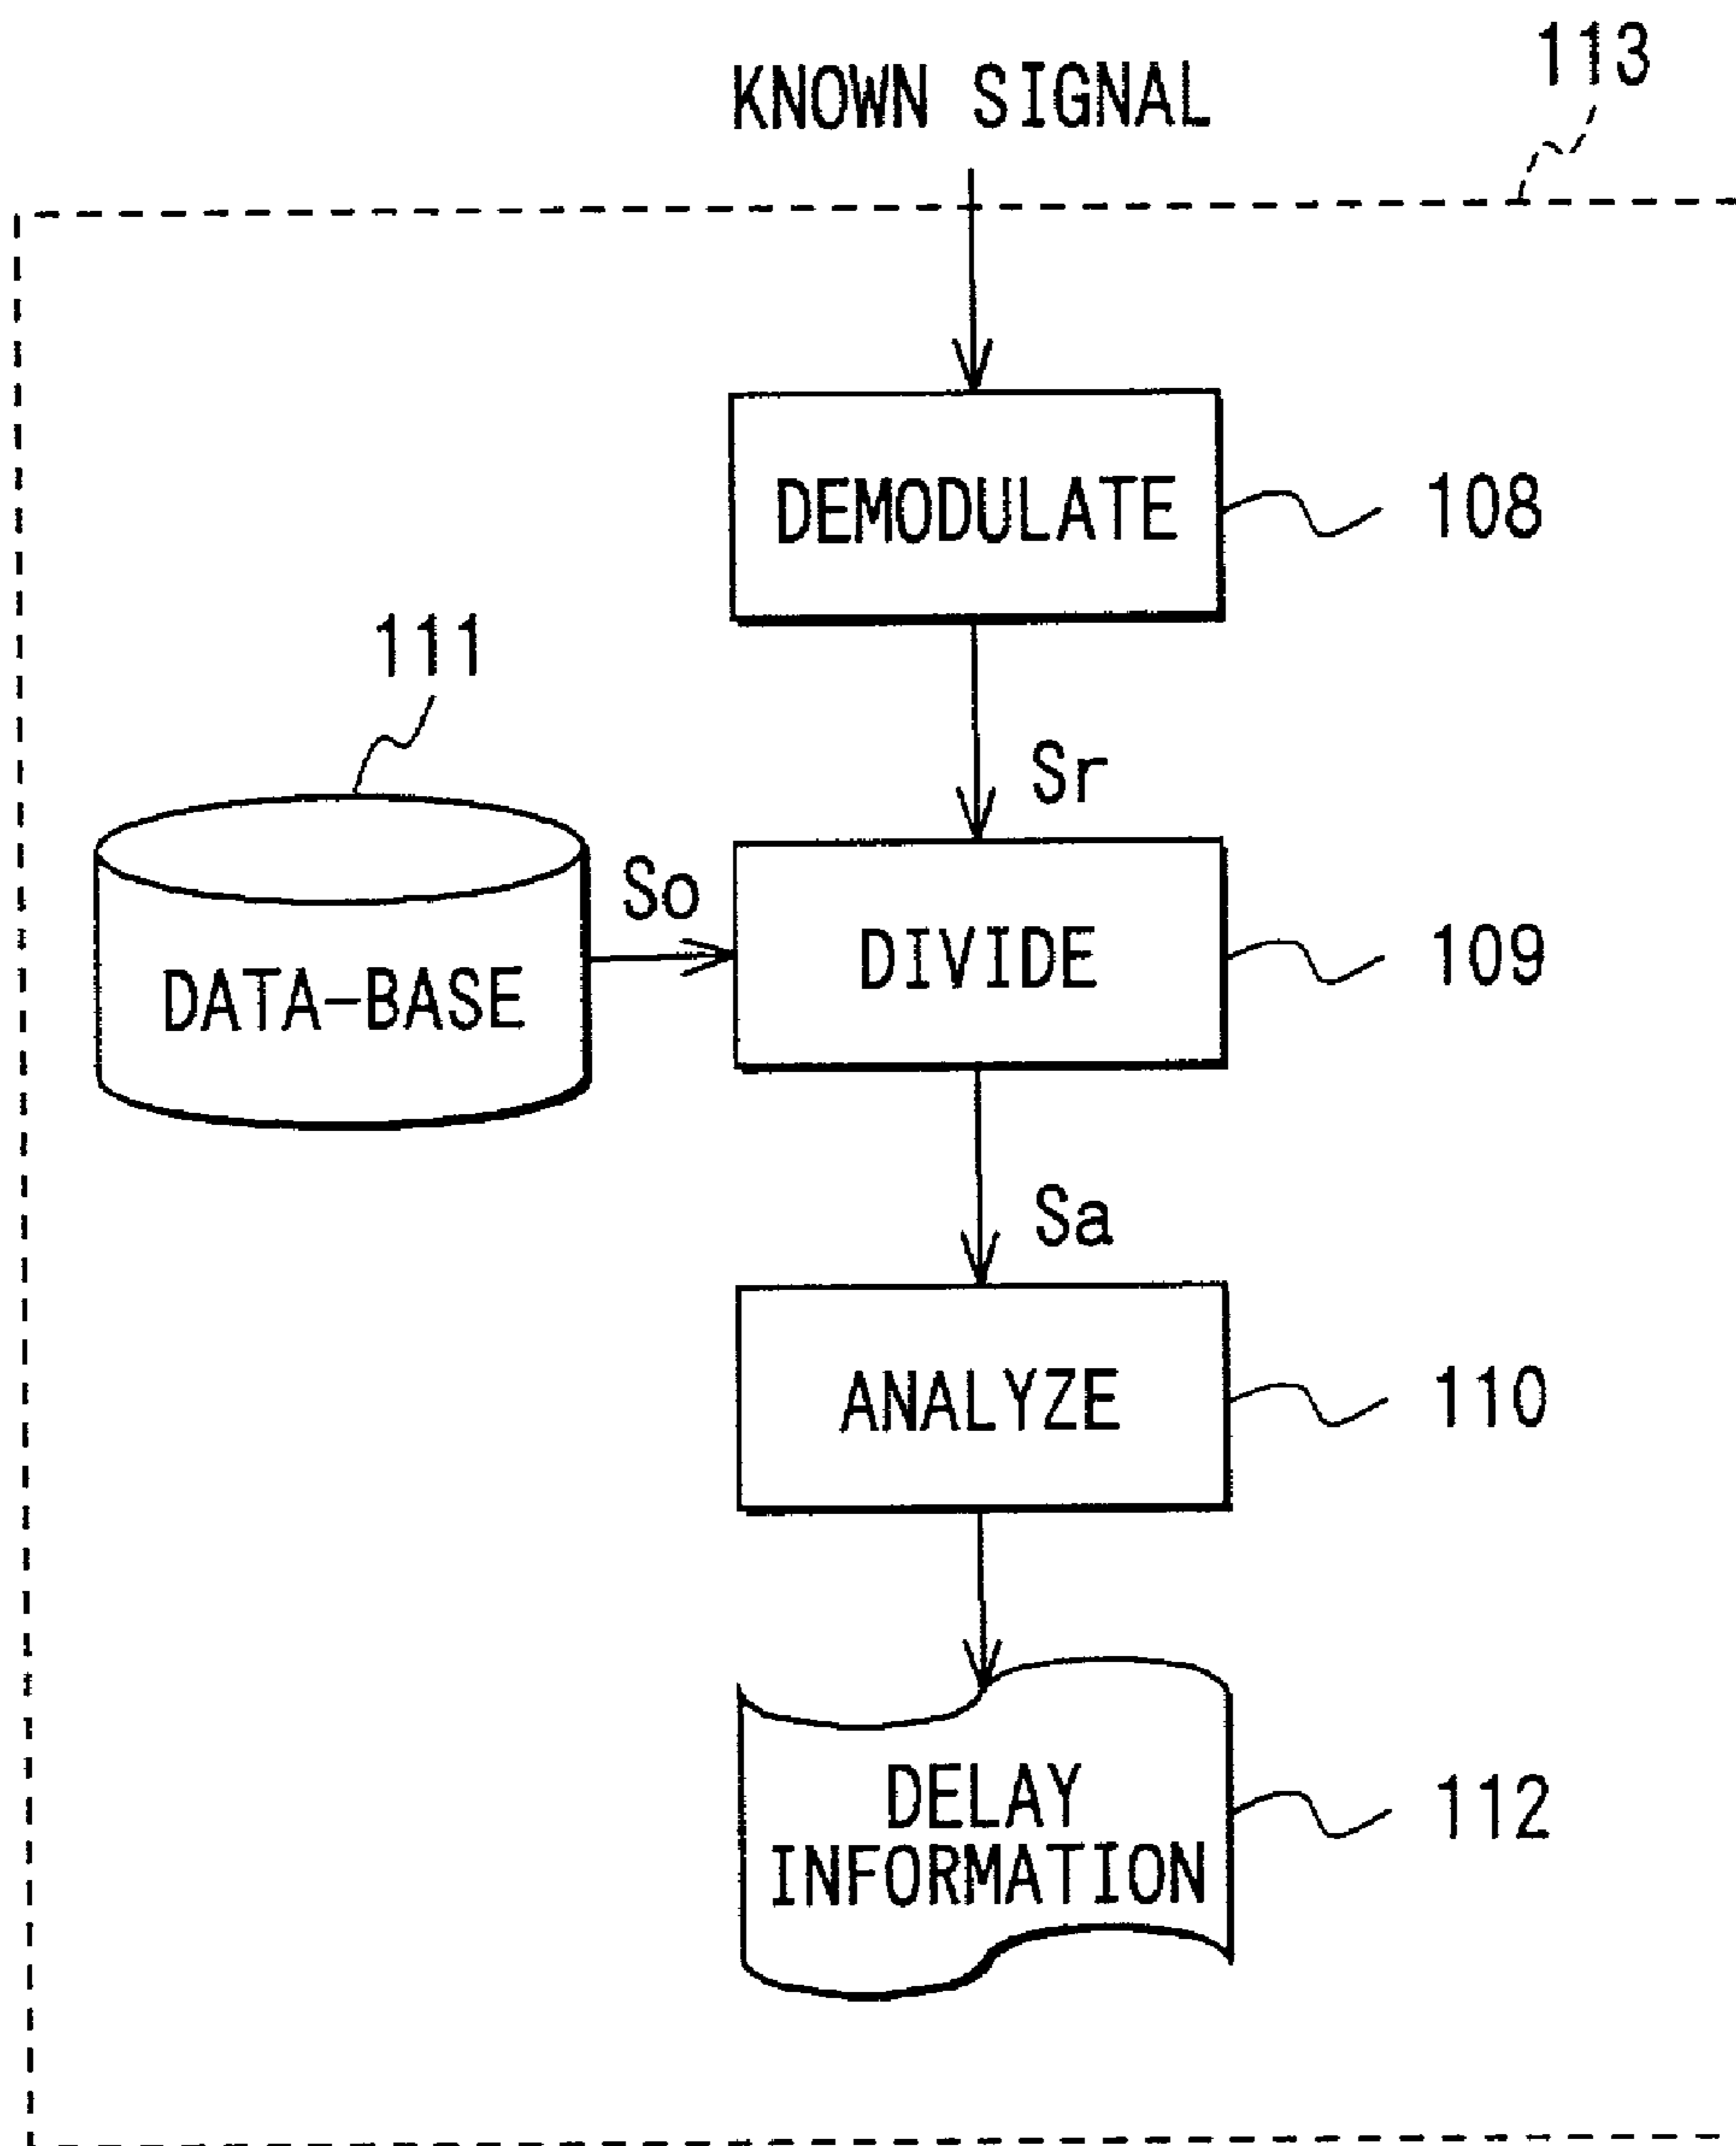 113
KNOWN SIGNAL
DEMODULATE
108
111
Sr
So
DIVIDE
109
DATA-BASE
Sa
ANALYZE
110
DELAY
INFORMATION
112